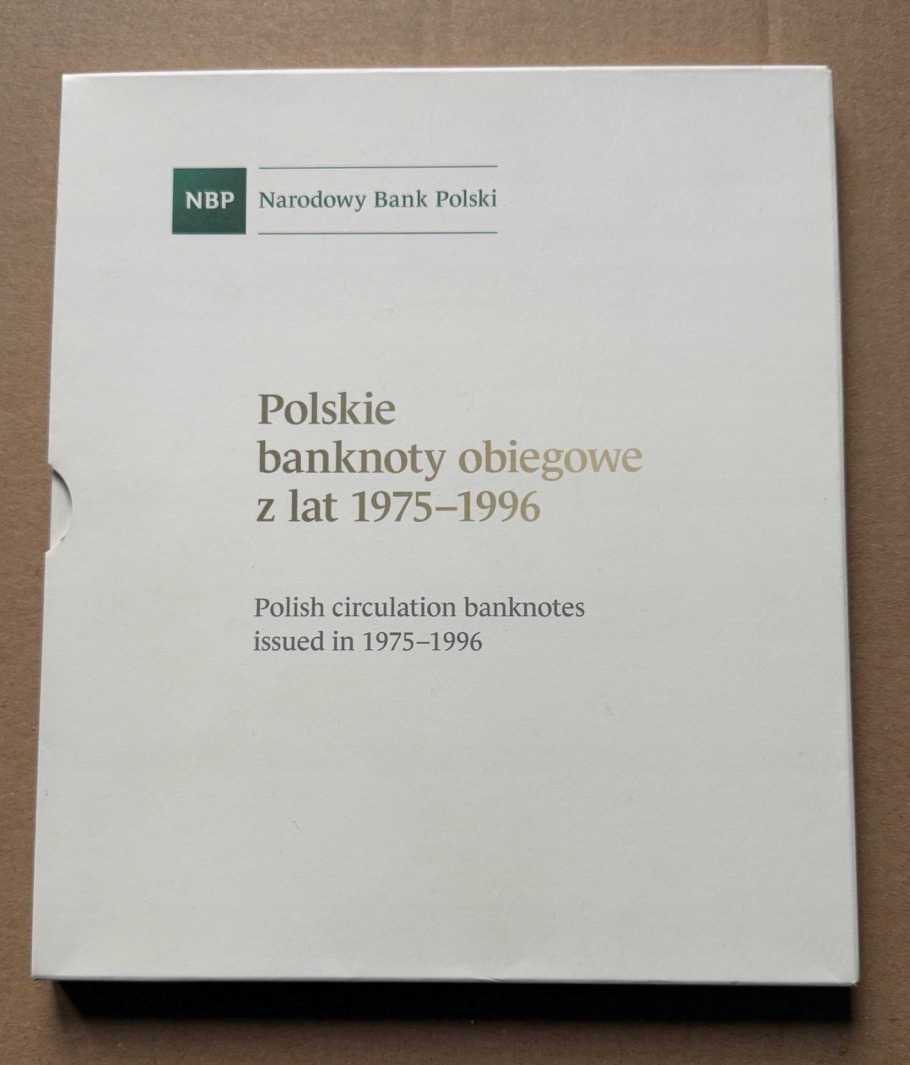 NBP
Narodowy Bank Polski
Polskie
banknoty obiegowe
z lat 1975–1996
Polish circulation banknotes
issued in 1975–1996